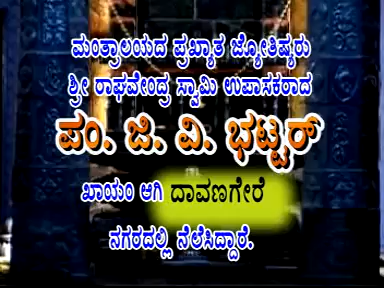 ಮಂತ್ರಾಲಯದ ಪ್ರಖ್ಯಾತ ಜ್ಯೋತಿಷ್ಯರು
ಶ್ರೀ ರಾಘವೇಂದ್ರ ಸ್ವಾಮಿ ಉಪಾಸಕರಾದ
ಪಂ. ಜಿ. ವಿ. ಭಟ್ಟರ್
ಖಾಯಂ ಆಗಿ ದಾವಣಗೇರೆ
ನಗರದಲ್ಲಿ ನೆಲೆಸಿದ್ದಾರೆ.